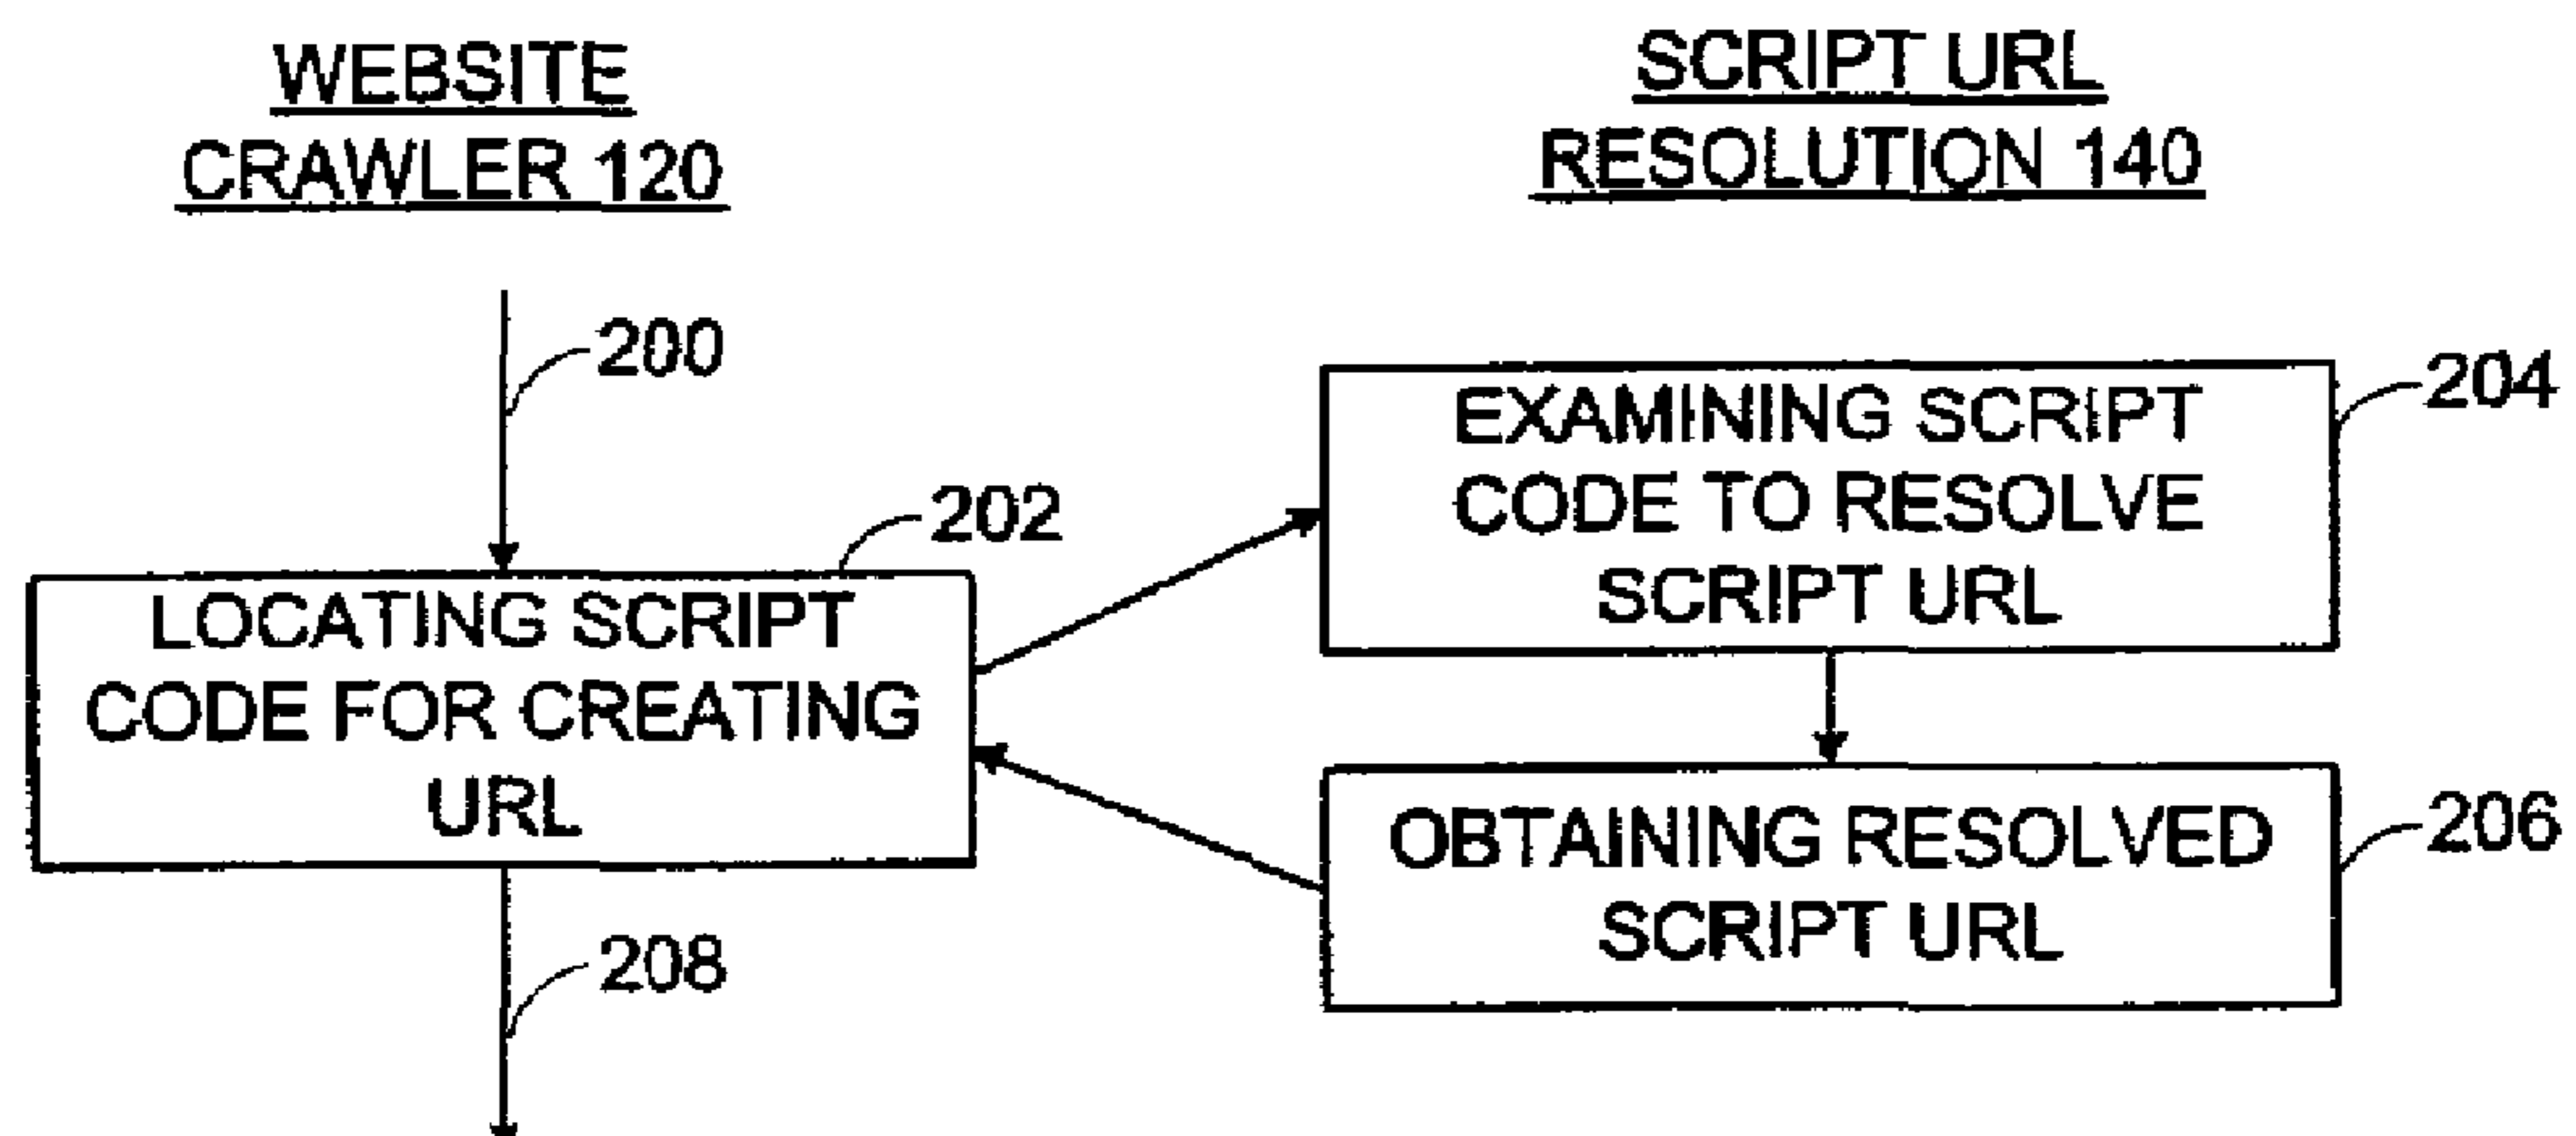 WEBSITE
CRAWLER 120
SCRIPT URL
RESOLUTION 140
200
202
LOCATING SCRIPT
CODE FOR CREATING
URL
204
EXAMINING SCRIPT
CODE TO RESOLVE
SCRIPT URL
206
OBTAINING RESOLVED
SCRIPT URL
208